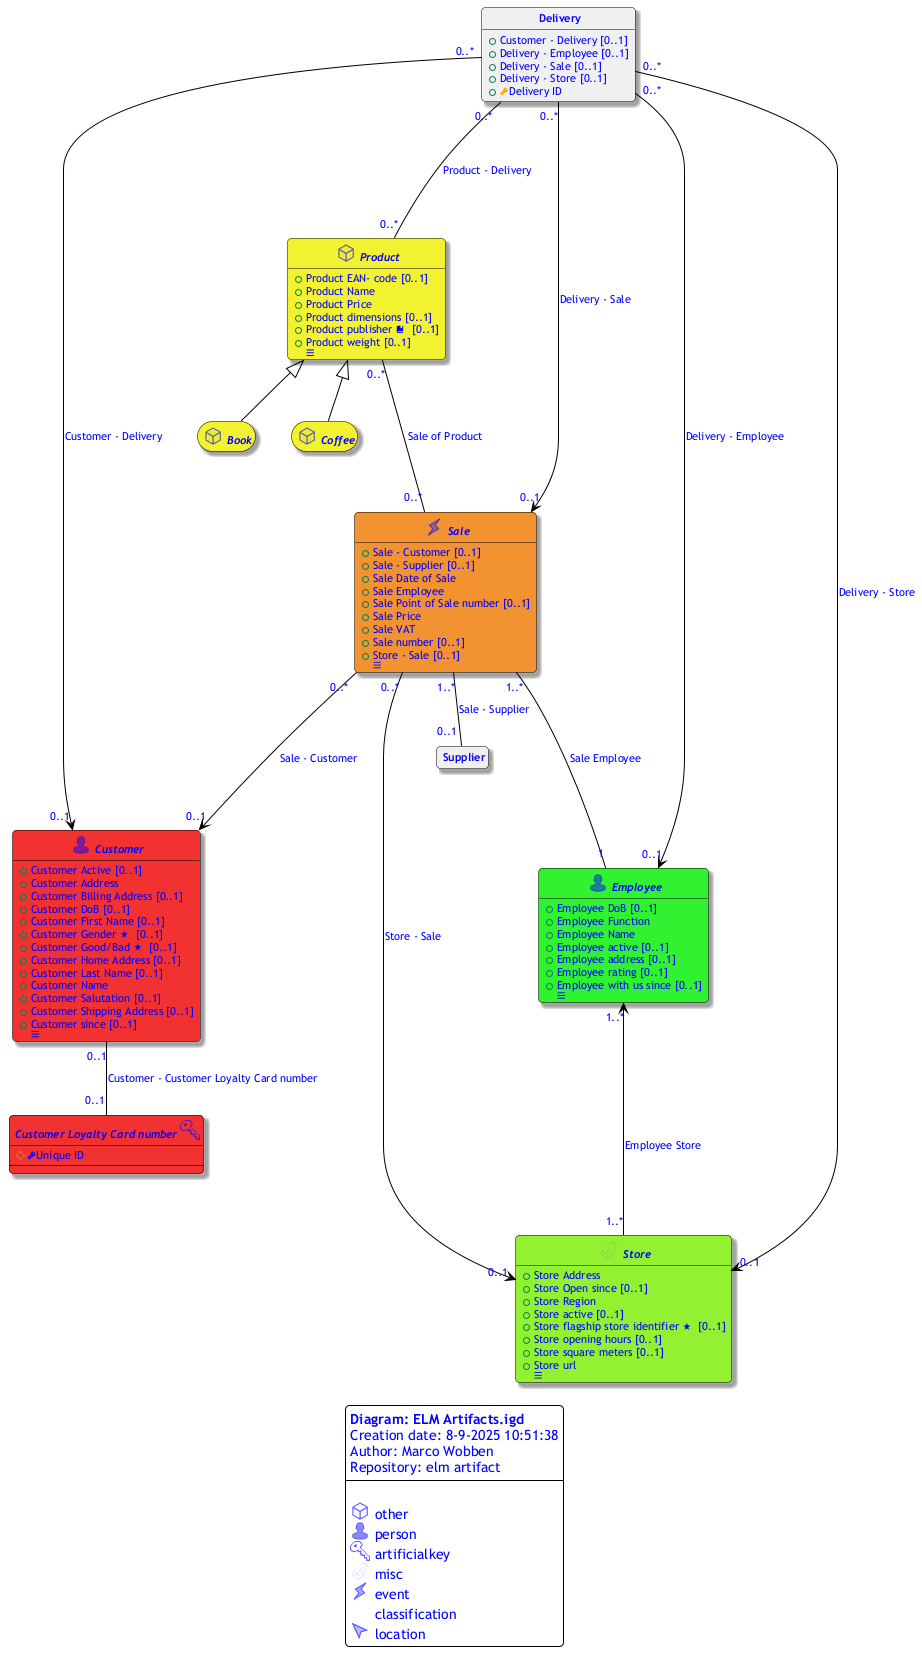 Delivery
Customer - Delivery [0..1]
Delivery - Employee [0..1]
Delivery - Sale [0..1]
Delivery - Store [0..1]
Delivery ID
0..*
0..*
0..*
0..*
0..*
Product - Delivery
0..*
Product
Product EAN- code [0..1]
Product Name
Product Price
Product dimensions [0..1]
Product publisher [0..1]
Product weight [0..1]
Delivery - Sale
0..*
Book
Coffee
Customer - Delivery
Sale of Product
Delivery - Employee
0..*
0..1
Sale
Sale - Customer [0..1]
Sale - Supplier [0..1]
Sale Date of Sale
Sale Employee
Sale Point of Sale number [0..1]
Sale Price
Sale VAT
Sale number [0..1]
Store - Sale [0..1]
Delivery - Store
0..*
0..*
1..*
1..*
Sale - Supplier
0..1
Supplier
Sale - Customer
Sale Employee
0..1
0..1
Customer
Customer Active [0..1]
Customer Address
Customer Billing Address [0..1]
Customer DoB [0..1]
Customer First Name [0..1]
Customer Gender ★ [0..1]
Customer Good/Bad ★ [0..1]
Customer Home Address [0..1]
Customer Last Name [0..1]
Customer Name
Customer Salutation [0..1]
Customer Shipping Address [0..1]
Customer since [0..1]
1
0..1
Employee
Employee DoB [0..1]
Employee Function
Employee Name
Employee active [0..1]
Employee address [0..1]
Employee rating [0..1]
Employee with us since [0..1]
Store - Sale
1..*
0..1
Customer - Customer Loyalty Card number
0..1
Customer Loyalty Card number
Unique ID
Employee Store
1..*
0..1
0..1
Store
Store Address
Store Open since [0..1]
Store Region
Store active [0..1]
Store flagship store identifier ★ [0..1]
Store opening hours [0..1]
Store square meters [0..1]
Store url
Diagram: ELM Artifacts.igd
Creation date: 8-9-2025 10:51:38
Author: Marco Wobben
Repository: elm artifact
other
person
artificialkey
misc
event
classification
location